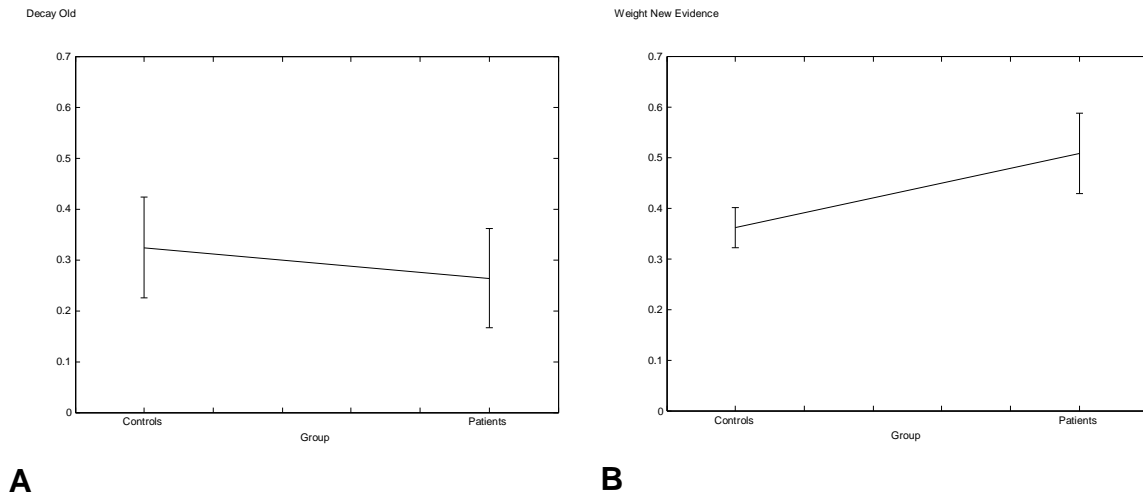 Decay Old
0.7
0.6
0.5
0.4
0.3
0.2
0.1
0
Controls Patients
Group
A
Weight New Evidence
0.7
0.6
0.5
0.4
0.3
0.2
0.1
0
Controls Patients
Group
B